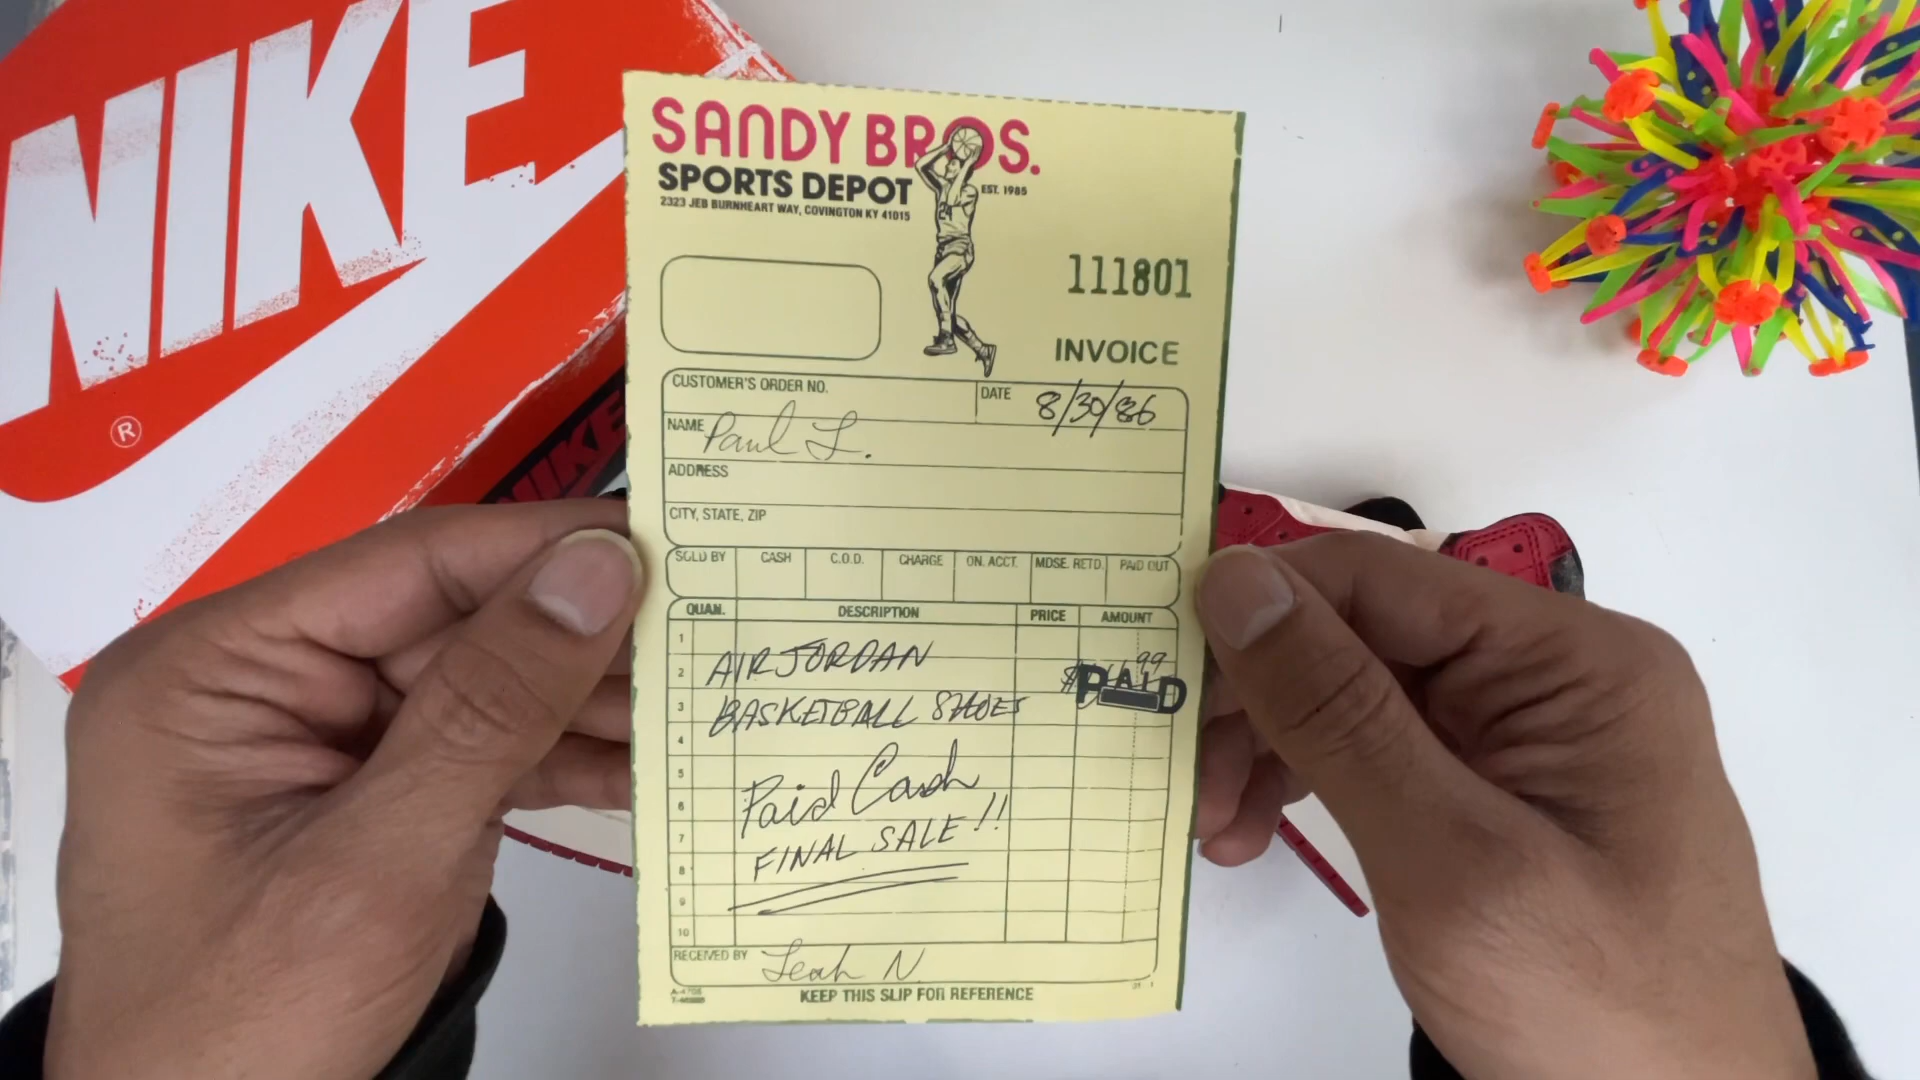 NIKE
®
NIKE
SANDY BROS.
SPORTS DEPOT
EST. 1985
2323 JEB BURNHEART WAY, COVINGTON KY 41015
24
111801
INVOICE
CUSTOMER'S ORDER NO.
DATE 8/30/86
NAME Paul L.
ADDRESS
CITY, STATE, ZIP
SOLD BY CASH C.O.D. CHARGE ON. ACCT. MDSE. RETD. PAID OUT
QUAN. DESCRIPTION PRICE AMOUNT
1
2 AIR JORDAN 99
PAID
3 BASKETBALL SHOES
4
5
6 Paid Cash
7
8 FINAL SALE!!
9
10
RECEIVED BY Leah N
KEEP THIS SLIP FOR REFERENCE